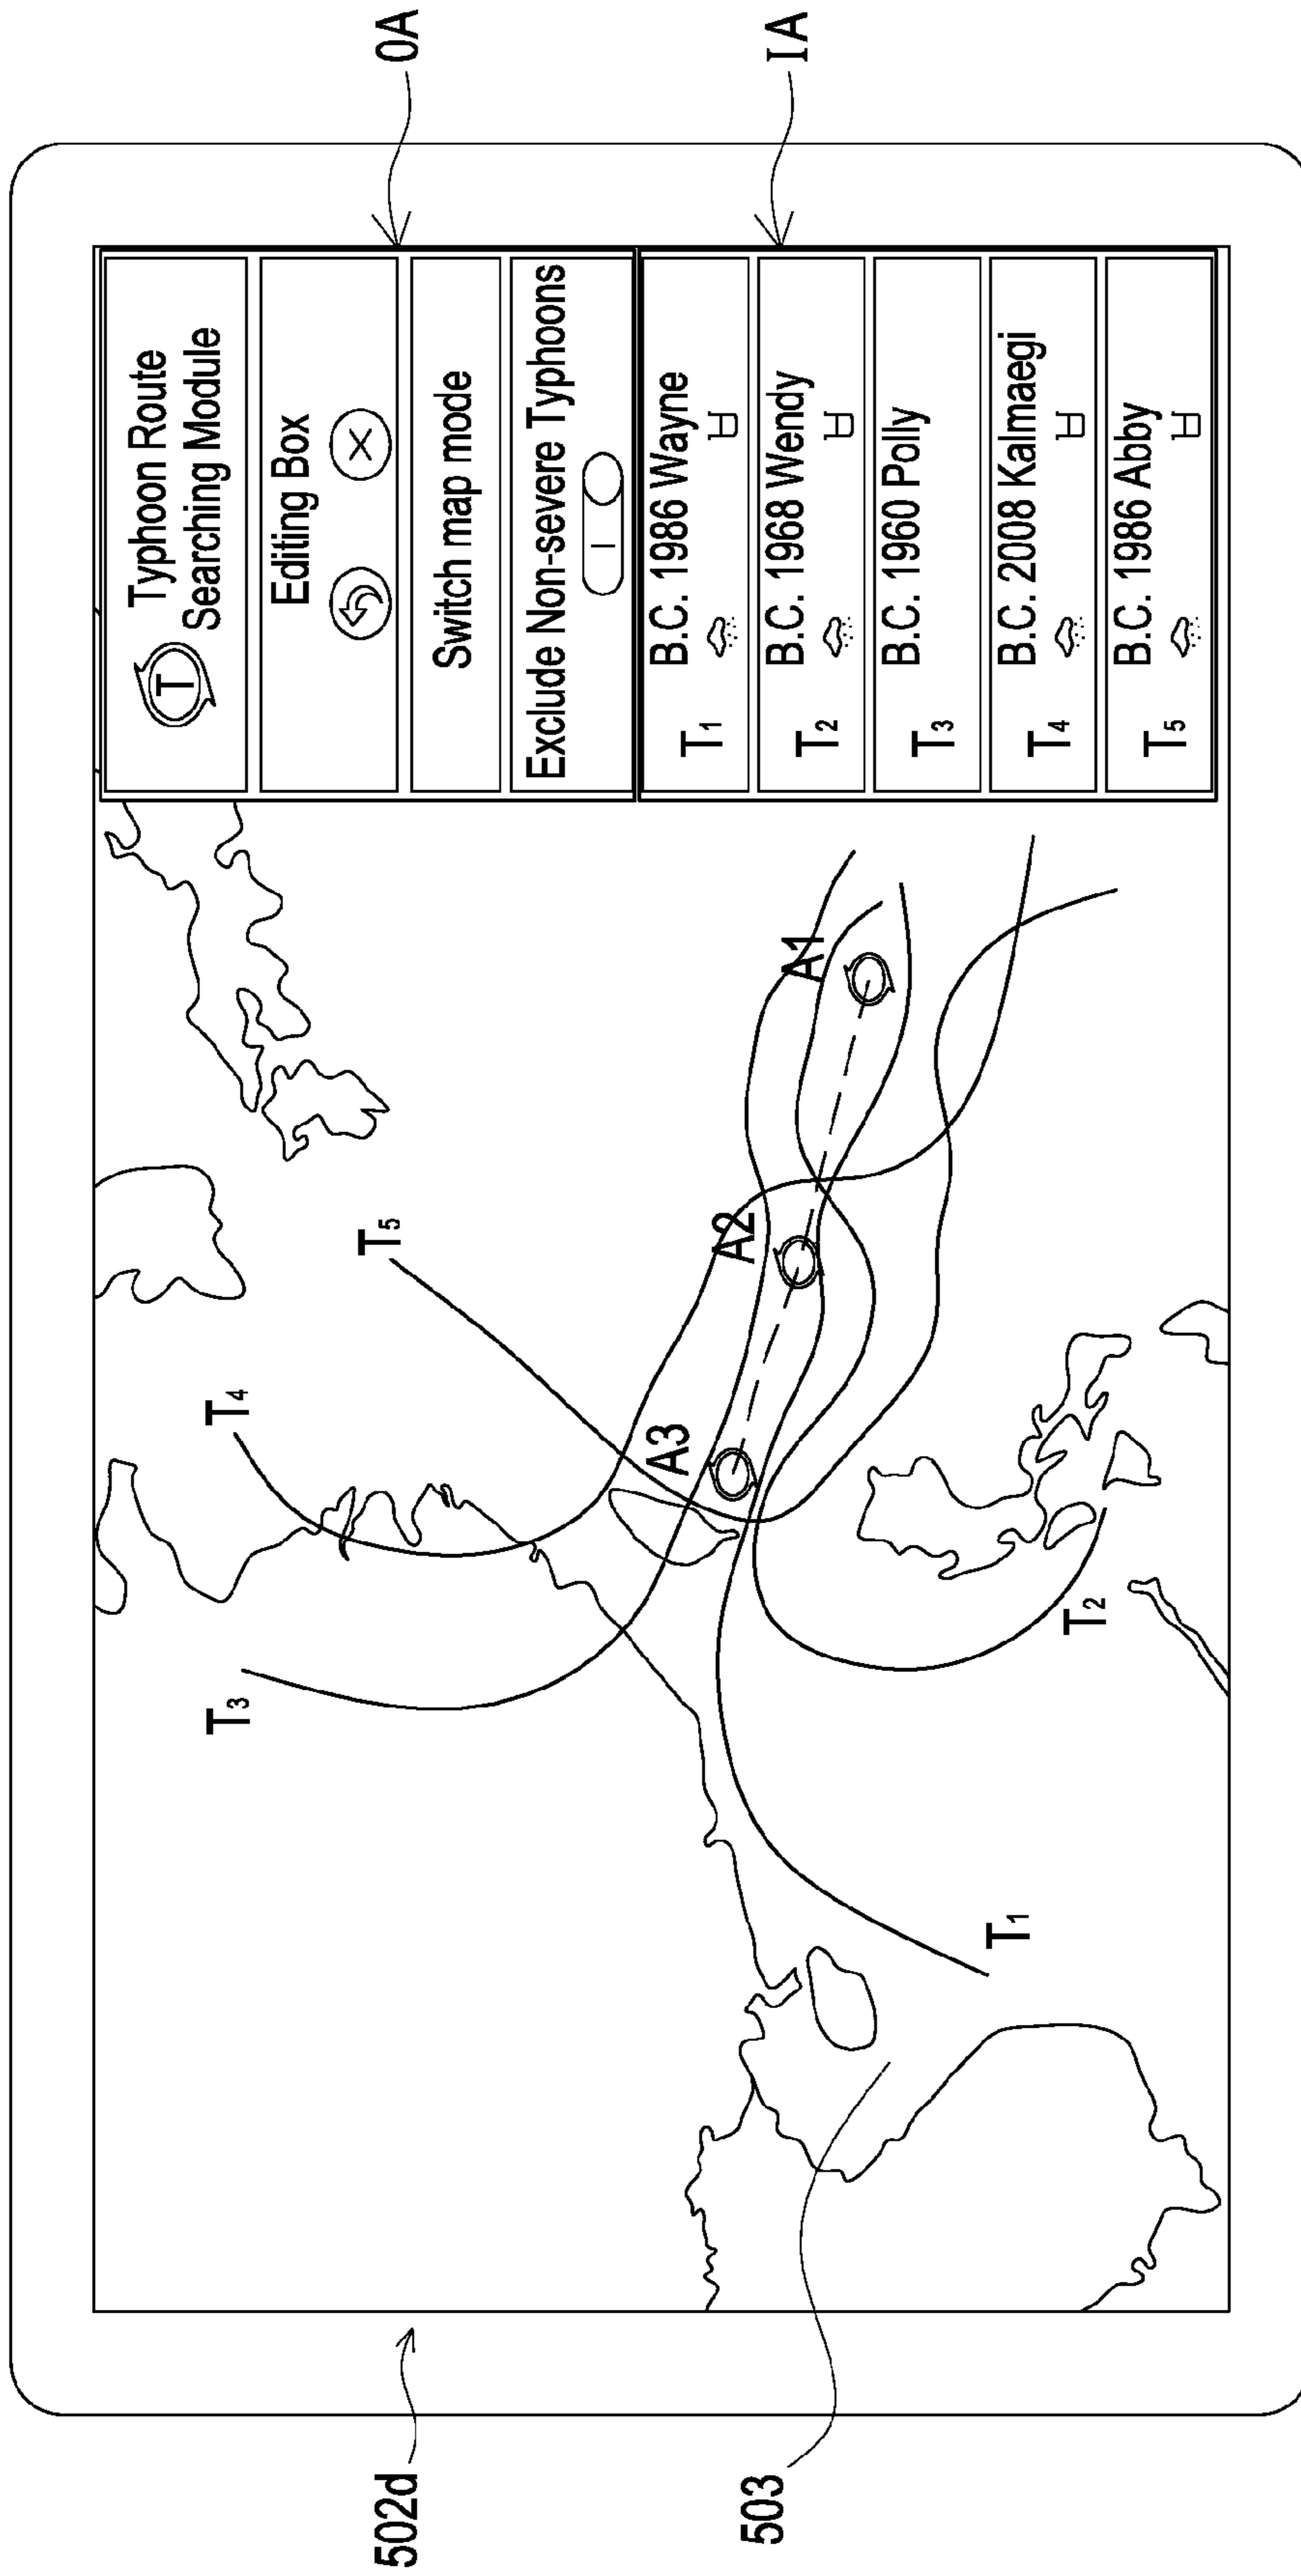 502d
503
OA
IA
T
Typhoon Route
Searching Module
Editing Box
Switch map mode
Exclude Non-severe Typhoons
T1 B.C. 1986 Wayne
T2 B.C. 1968 Wendy
T3 B.C. 1960 Polly
T4 B.C. 2008 Kalmaegi
T5 B.C. 1986 Abby
T3
T4
T5
A3
A2
A1
T1
T2